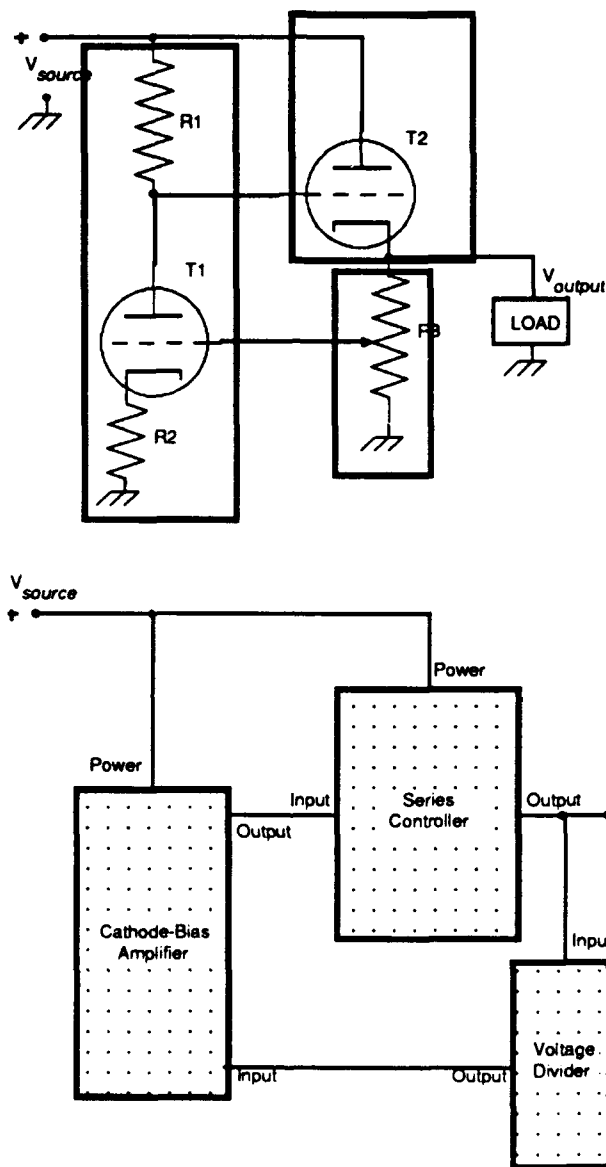 +
V source
R1
T2
T1
V output
R3
LOAD
R2
V source
+
Power
Power
Input
Series
Controller
Output
Output
Cathode-Bias
Amplifier
Input
Input
Output
Voltage
Divider